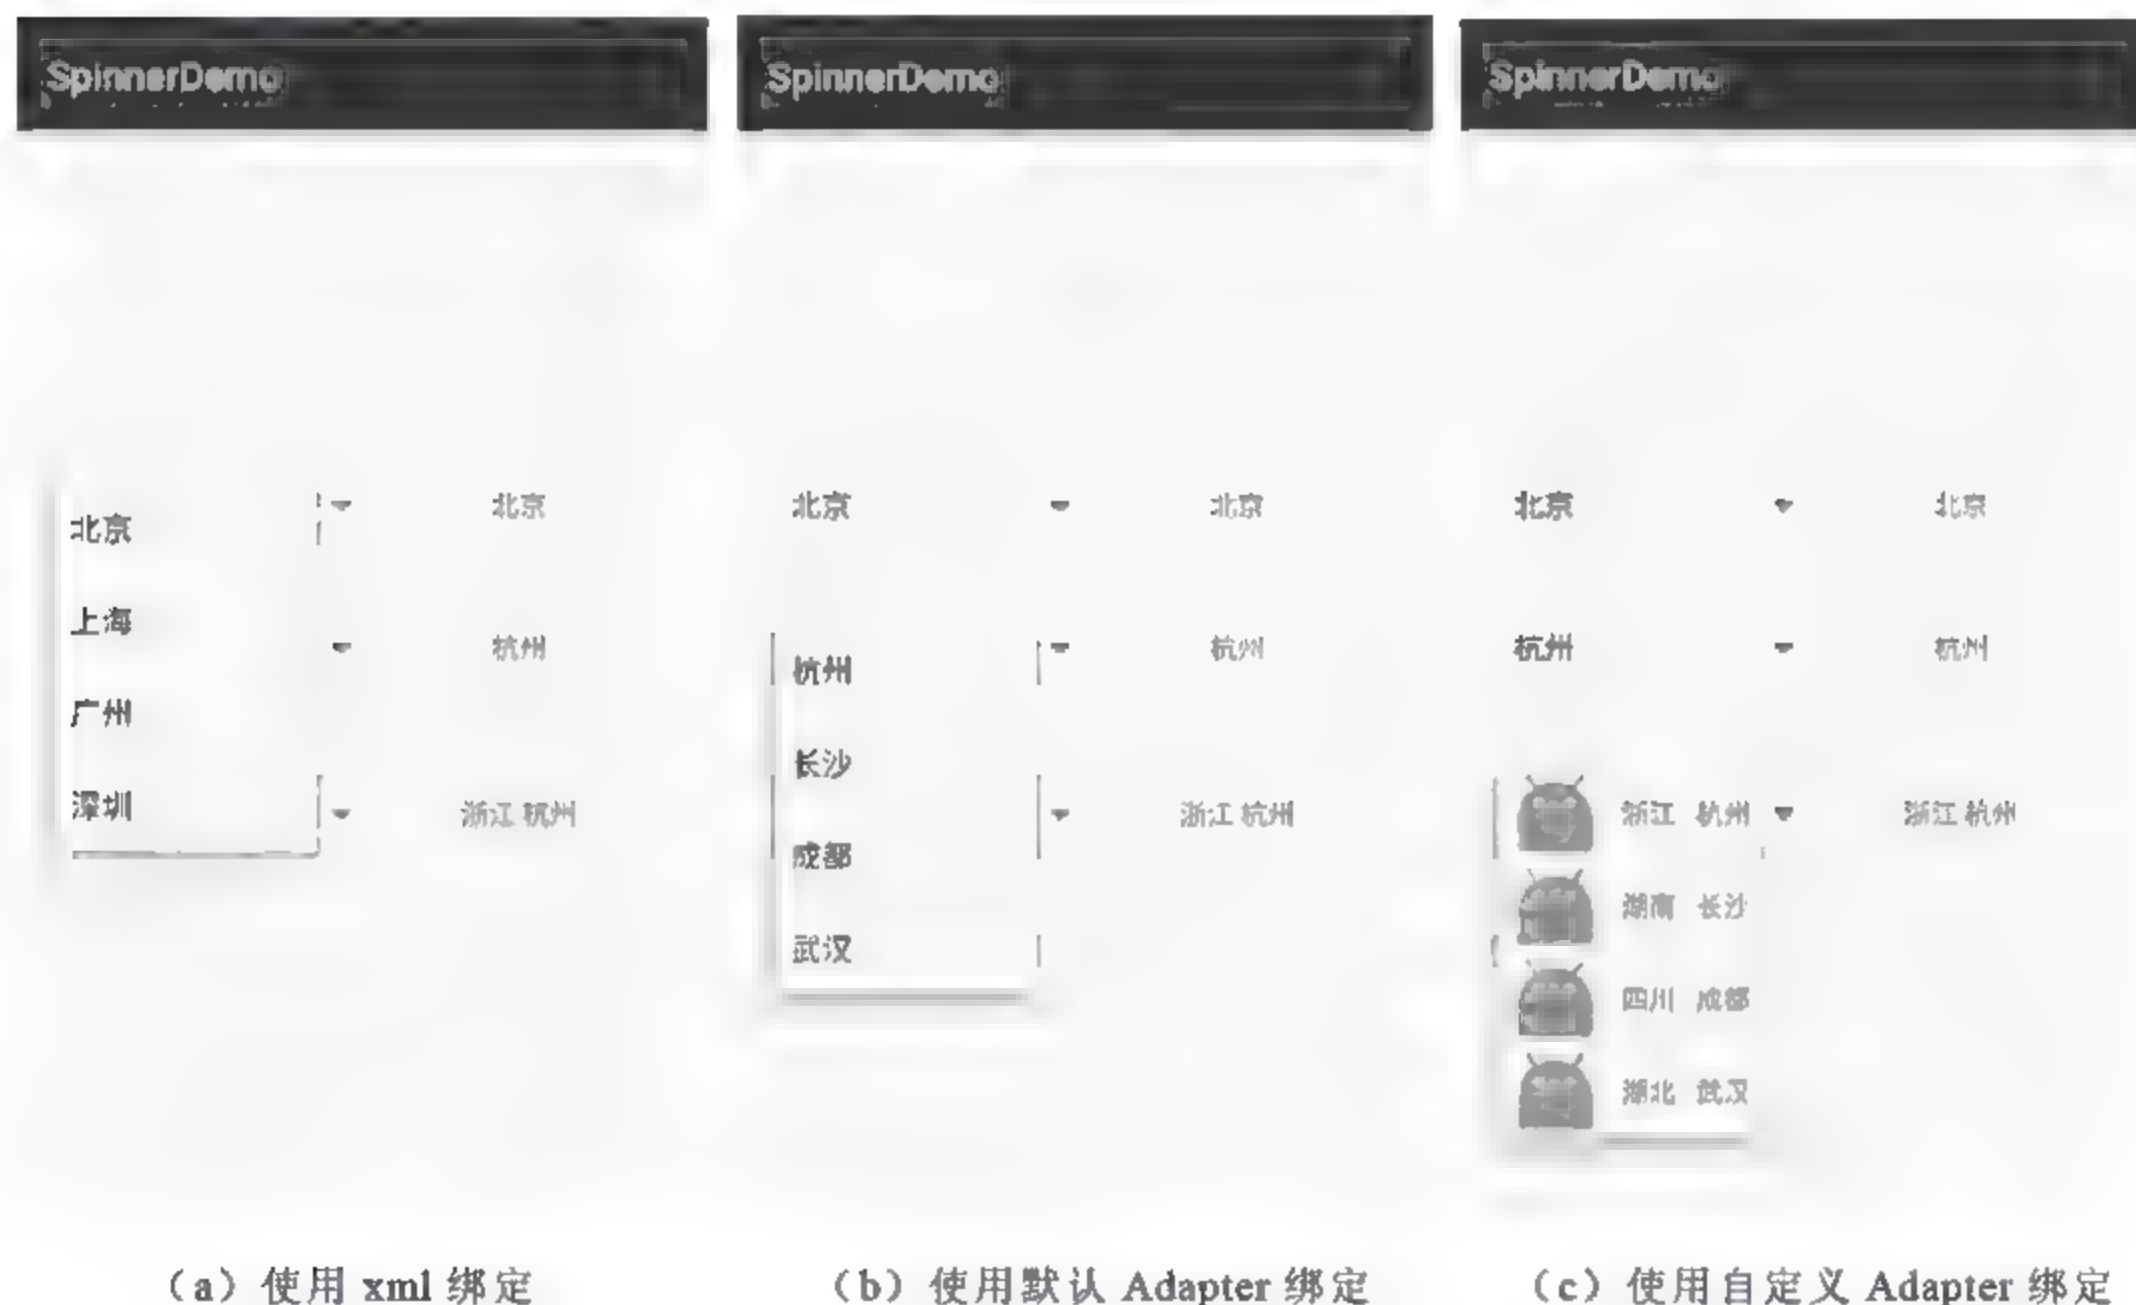 SpinnerDemo
北京
上海
广州
深圳
北京
杭州
浙江 杭州
(a) 使用 xml 绑定
SpinnerDemo
北京
杭州
长沙
成都
武汉
北京
杭州
浙江 杭州
(b) 使用默认 Adapter 绑定
SpinnerDemo
北京
杭州
浙江 杭州
湖南 长沙
四川 成都
湖北 武汉
北京
杭州
浙江 杭州
(c) 使用自定义 Adapter 绑定